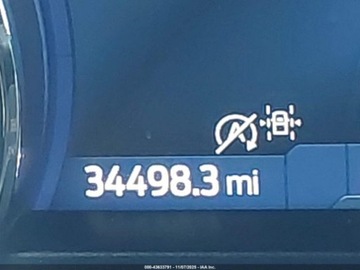 34498.3 mi
000-43633791 - 11/07/2025 - IAA Inc.